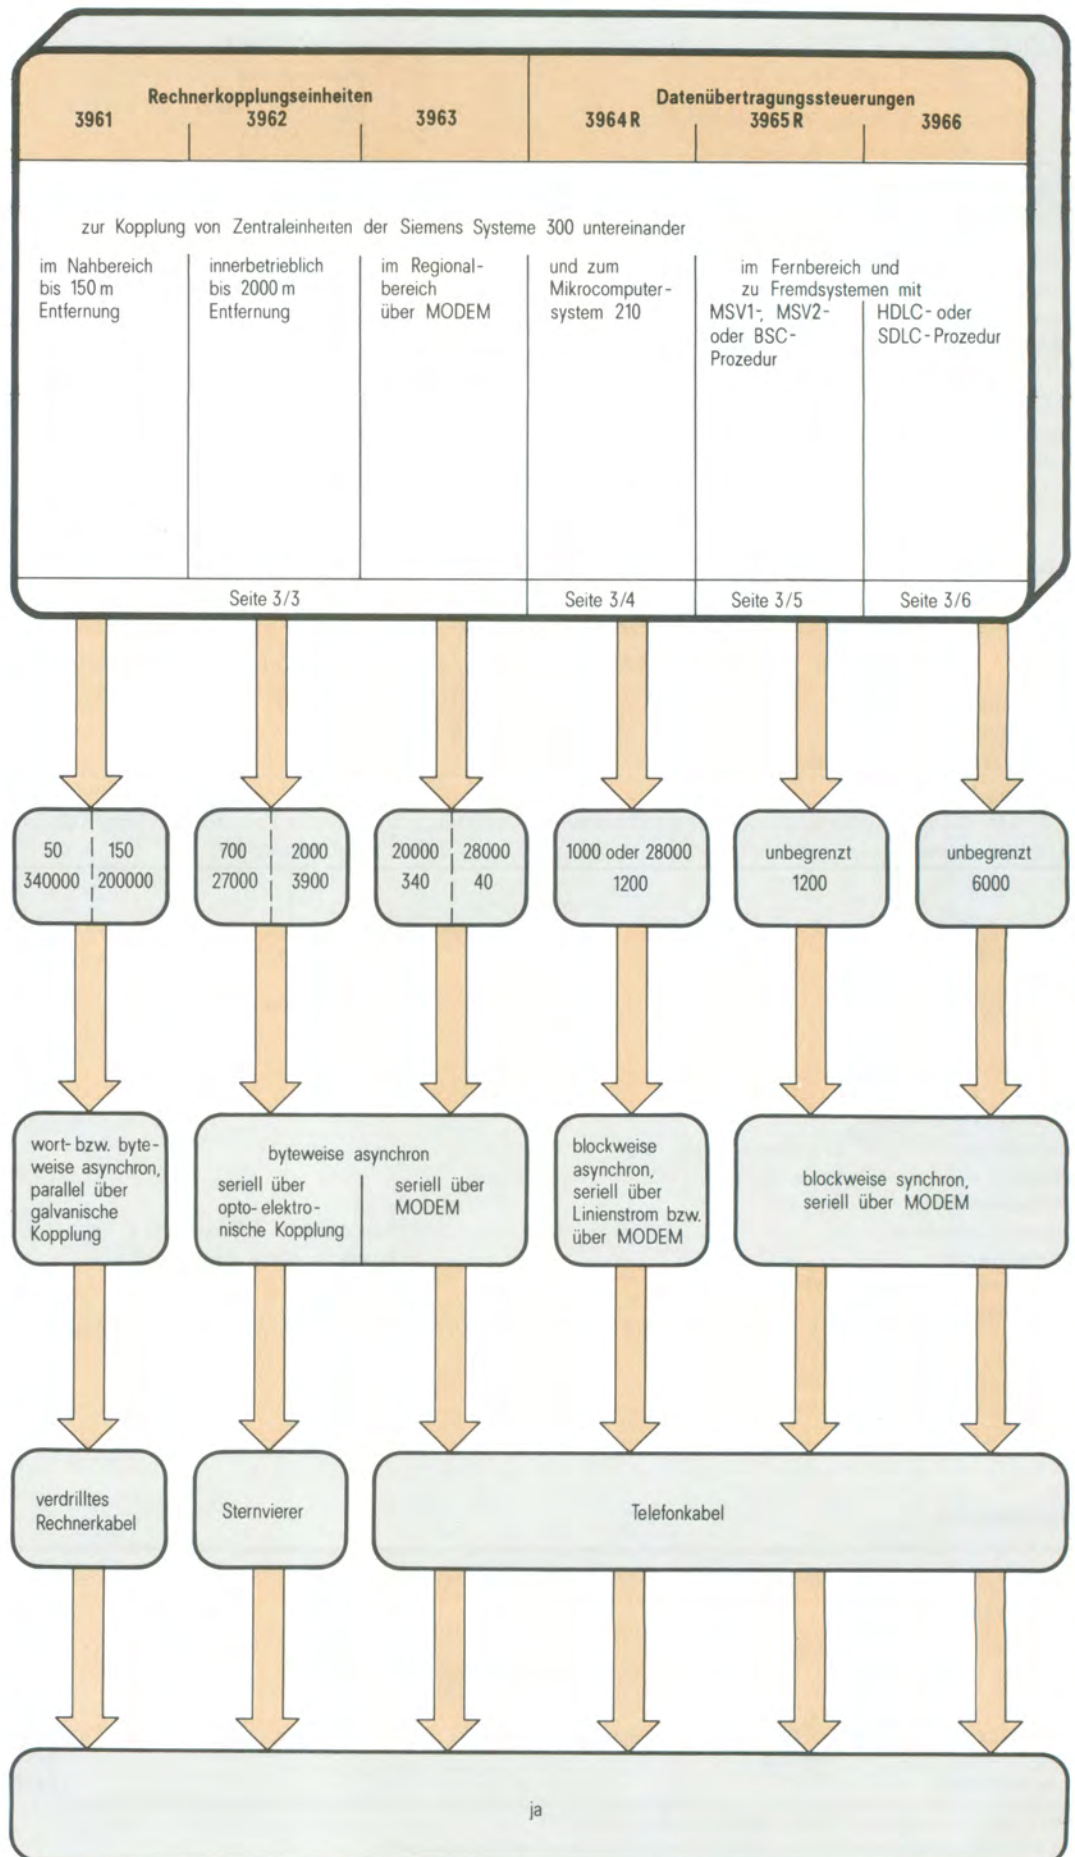 Rechnerkopplungseinheiten
3961
3962
3963
Datenübertragungssteuerungen
3964R
3965R
3966
zur Kopplung von Zentraleinheiten der Siemens Systeme 300 untereinander
im Nahbereich
bis 150m
Entfernung
innerbetrieblich
bis 2000m
Entfernung
im Regional-
bereich
über MODEM
und zum
Mikrocomputer-
system 210
im Fernbereich und
zu Fremdsystemen mit
MSV1-, MSV2-
oder BSC-
Prozedur
HDLC- oder
SDLC-Prozedur
Seite 3/3
Seite 3/4
Seite 3/5
Seite 3/6
50 150
340000 200000
700 2000
27000 3900
20000 28000
340 40
1000 oder 28000
1200
unbegrenzt
1200
unbegrenzt
6000
wort- bzw. byte-
weise asynchron,
parallel über
galvanische
Kopplung
byteweise asynchron
seriell über
opto-elektro-
nische Kopplung
seriell über
MODEM
blockweise
asynchron,
seriell über
Linienstrom bzw.
über MODEM
blockweise synchron,
seriell über MODEM
verdrilltes
Rechnerkabel
Sternvierer
Telefonkabel
ja